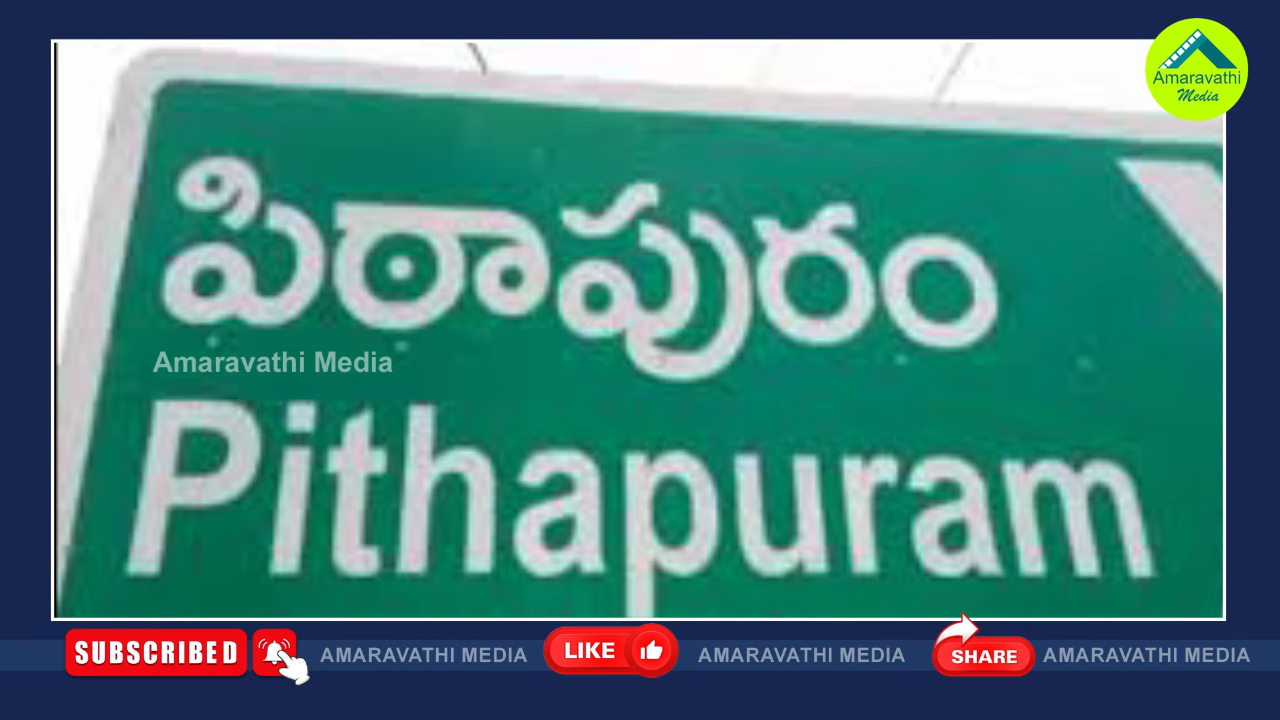 Amaravathi
Media
పిఠాపురం
Amaravathi Media
Pithapuram
SUBSCRIBED AMARAVATHI MEDIA LIKE AMARAVATHI MEDIA SHARE AMARAVATHI MEDIA